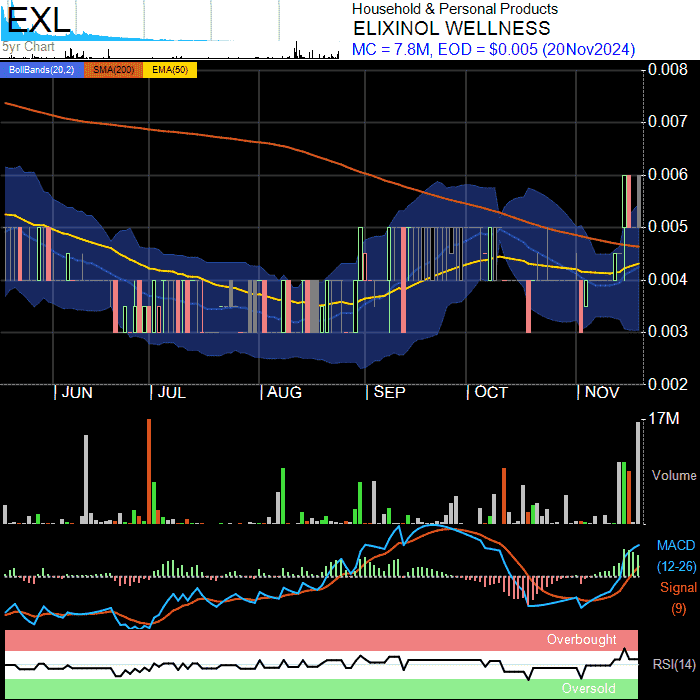 EXL
5yr Chart
Household & Personal Products
ELIXINOL WELLNESS
MC = 7.8M, EOD = $0.005 (20Nov2024)
BollBands(20,2) SMA(200) EMA(50)
0.008
0.007
0.006
0.005
0.004
0.003
0.002
| JUN | JUL | AUG | SEP | OCT | NOV
17M
Volume
MACD
(12-26)
Signal
(9)
Overbought
RSI(14)
Oversold